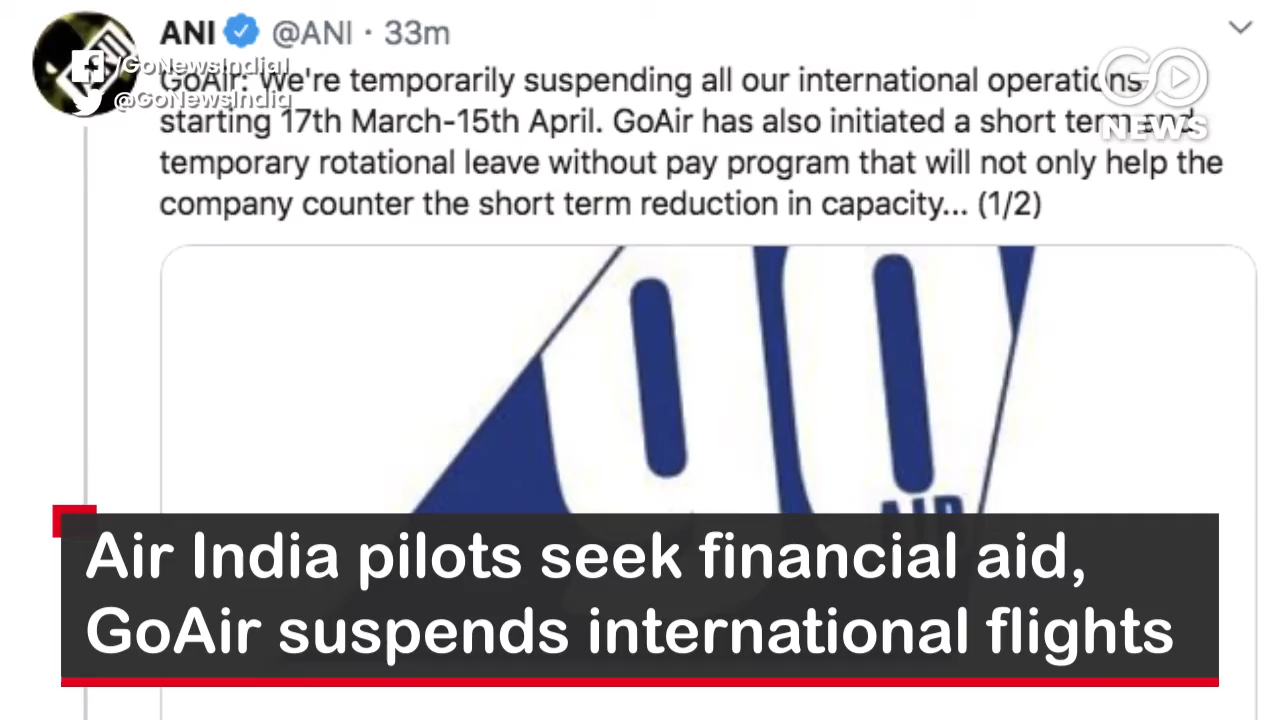 ANI @ANI · 33m
/GoNewsIndia1
GoAir: We're temporarily suspending all our international operations
@GoNewsIndia
starting 17th March-15th April. GoAir has also initiated a short term and
temporary rotational leave without pay program that will not only help the
company counter the short term reduction in capacity... (1/2)
GO
NEWS
AIR
Air India pilots seek financial aid,
GoAir suspends international flights